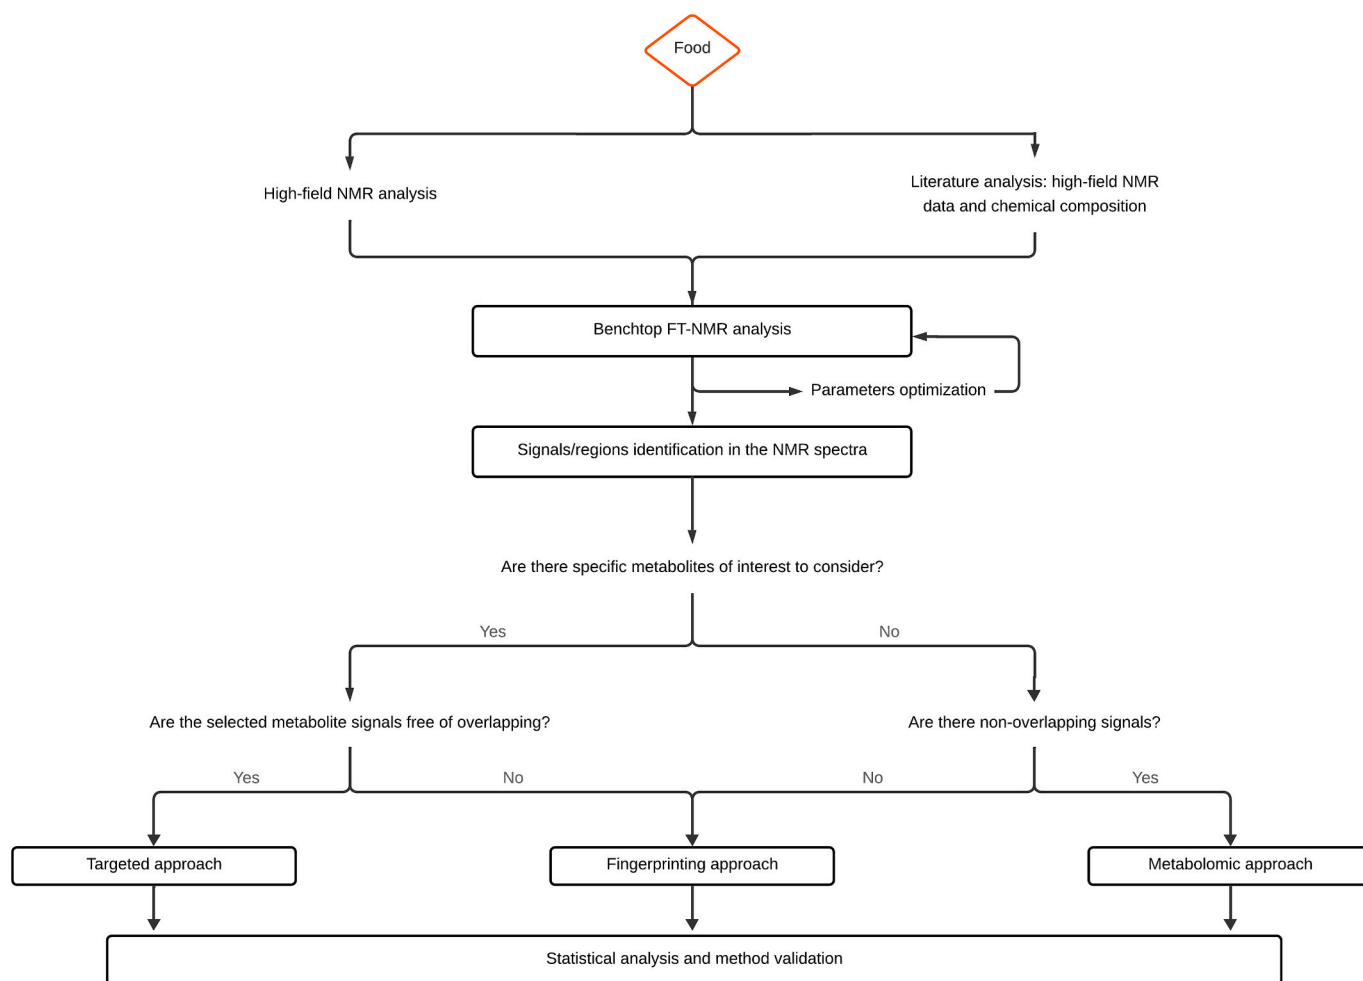 Food
High-field NMR analysis
Literature analysis: high-field NMR
data and chemical composition
Benchtop FT-NMR analysis
Parameters optimization
Signals/regions identification in the NMR spectra
Are there specific metabolites of interest to consider?
Yes
No
Are the selected metabolite signals free of overlapping?
Are there non-overlapping signals?
Yes
No
No
Yes
Targeted approach
Fingerprinting approach
Metabolomic approach
Statistical analysis and method validation